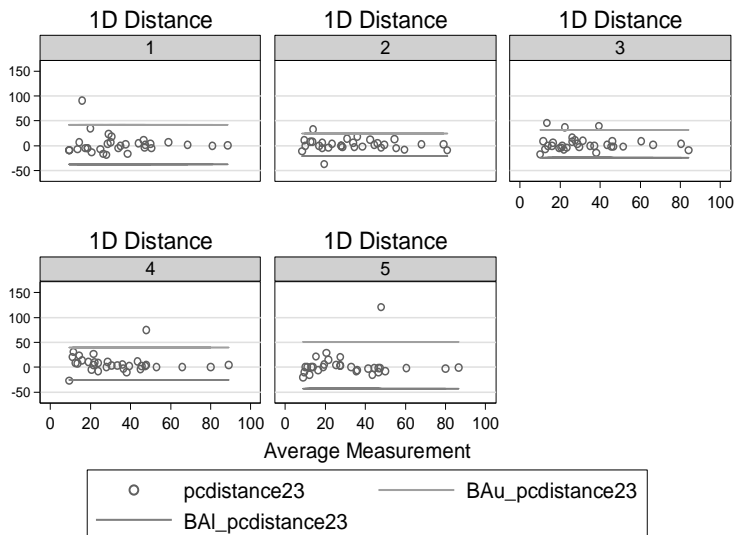 1D Distance 1D Distance 1D Distance
1 2 3
150
100
50
0
-50
0 20 40 60 80 100
1D Distance 1D Distance
4 5
150
100
50
0
-50
0 20 40 60 80 100 0 20 40 60 80 100
Average Measurement
pcdistance23 BAu_pcdistance23
BAl_pcdistance23